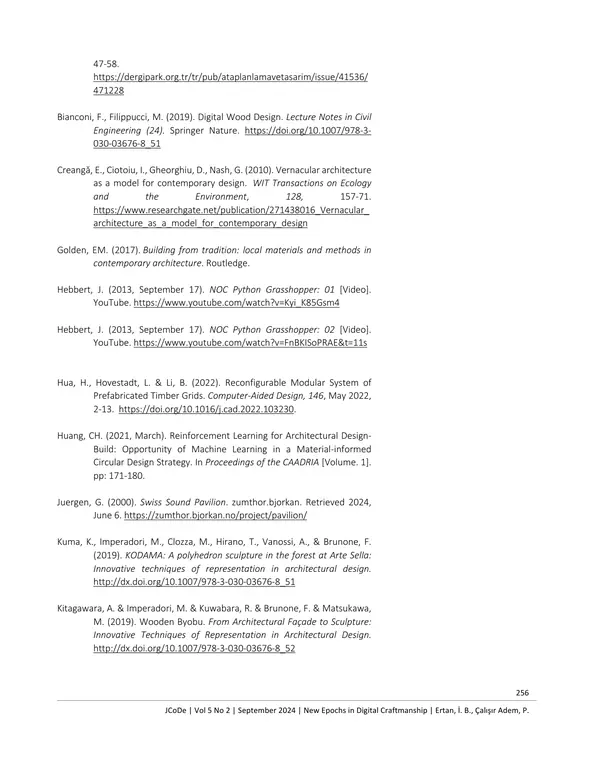 47-58.
https://dergipark.org.tr/tr/pub/ataplanlamavetasarim/issue/41536/
471228
Bianconi, F., Filippucci, M. (2019). Digital Wood Design. Lecture Notes in Civil
Engineering (24). Springer Nature. https://doi.org/10.1007/978-3-
030-03676-8_51
Creangă, E., Ciotoiu, I., Gheorghiu, D., Nash, G. (2010). Vernacular architecture
as a model for contemporary design. WIT Transactions on Ecology
and the Environment, 128, 157-71.
https://www.researchgate.net/publication/271438016_Vernacular_
architecture_as_a_model_for_contemporary_design
Golden, EM. (2017). Building from tradition: local materials and methods in
contemporary architecture. Routledge.
Hebbert, J. (2013, September 17). NOC Python Grasshopper: 01 [Video].
YouTube. https://www.youtube.com/watch?v=Kyi_K85Gsm4
Hebbert, J. (2013, September 17). NOC Python Grasshopper: 02 [Video].
YouTube. https://www.youtube.com/watch?v=FnBKISoPRAE&t=11s
Hua, H., Hovestadt, L. & Li, B. (2022). Reconfigurable Modular System of
Prefabricated Timber Grids. Computer-Aided Design, 146, May 2022,
2-13. https://doi.org/10.1016/j.cad.2022.103230.
Huang, CH. (2021, March). Reinforcement Learning for Architectural Design-
Build: Opportunity of Machine Learning in a Material-informed
Circular Design Strategy. In Proceedings of the CAADRIA [Volume. 1].
pp: 171-180.
Juergen, G. (2000). Swiss Sound Pavilion. zumthor.bjorkan. Retrieved 2024,
June 6. https://zumthor.bjorkan.no/project/pavilion/
Kuma, K., Imperadori, M., Clozza, M., Hirano, T., Vanossi, A., & Brunone, F.
(2019). KODAMA: A polyhedron sculpture in the forest at Arte Sella:
Innovative techniques of representation in architectural design.
http://dx.doi.org/10.1007/978-3-030-03676-8_51
Kitagawara, A. & Imperadori, M. & Kuwabara, R. & Brunone, F. & Matsukawa,
M. (2019). Wooden Byobu. From Architectural Façade to Sculpture:
Innovative Techniques of Representation in Architectural Design.
http://dx.doi.org/10.1007/978-3-030-03676-8_52
256
JCoDe | Vol 5 No 2 | September 2024 | New Epochs in Digital Craftmanship | Ertan, İ. B., Çalışır Adem, P.